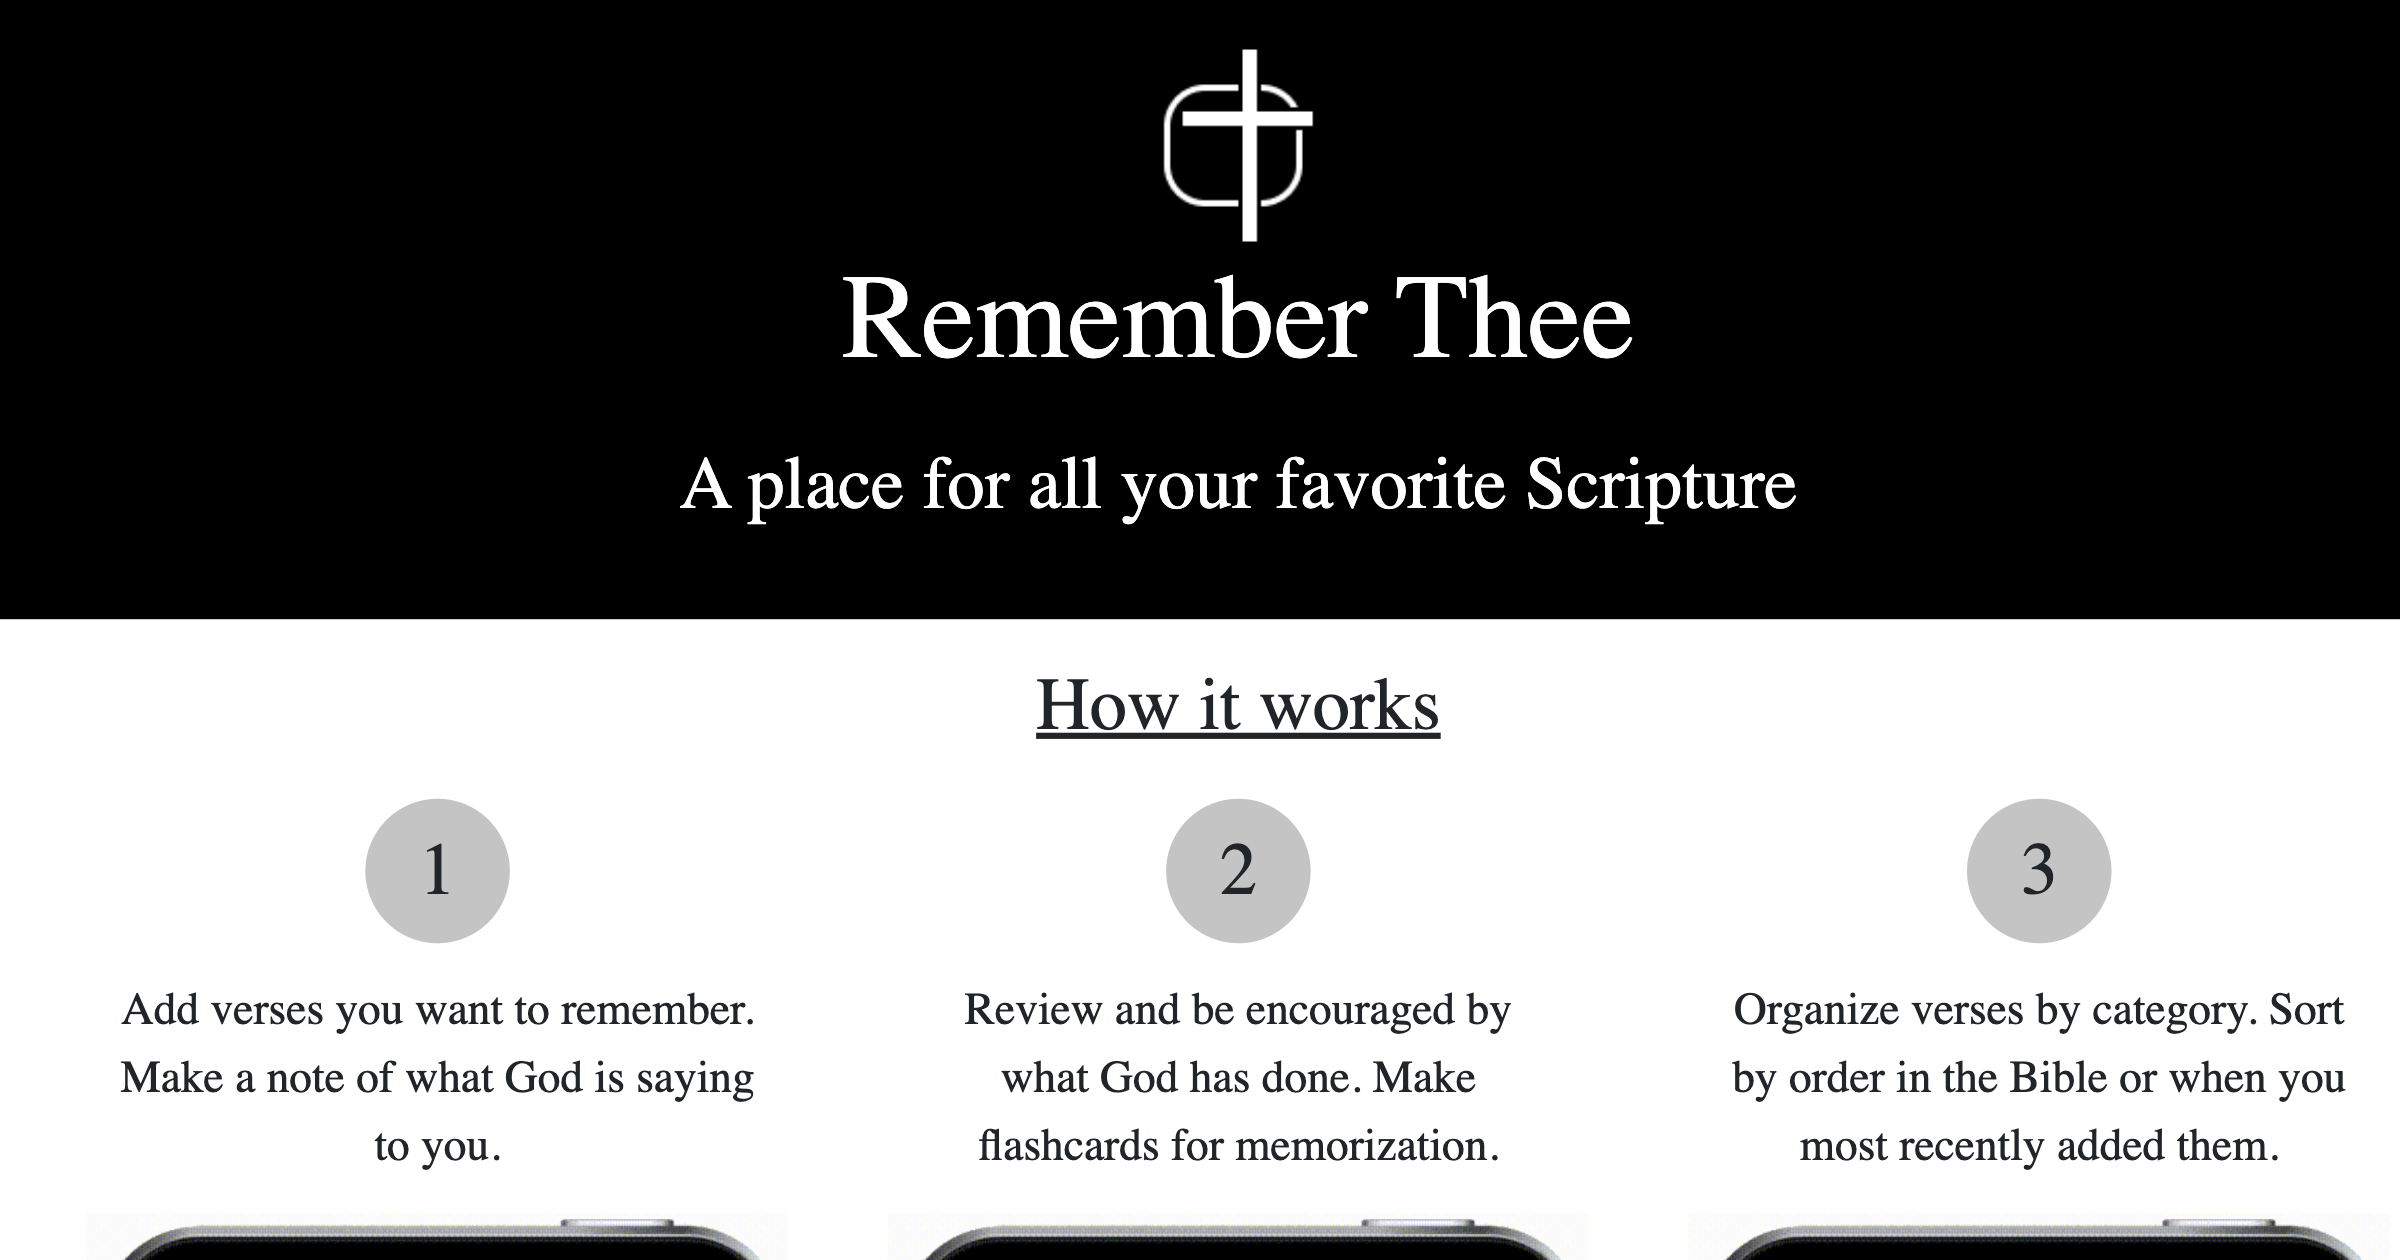 Remember Thee
A place for all your favorite Scripture
How it works
1
Add verses you want to remember.
Make a note of what God is saying
to you.
2
Review and be encouraged by
what God has done. Make
flashcards for memorization.
3
Organize verses by category. Sort
by order in the Bible or when you
most recently added them.